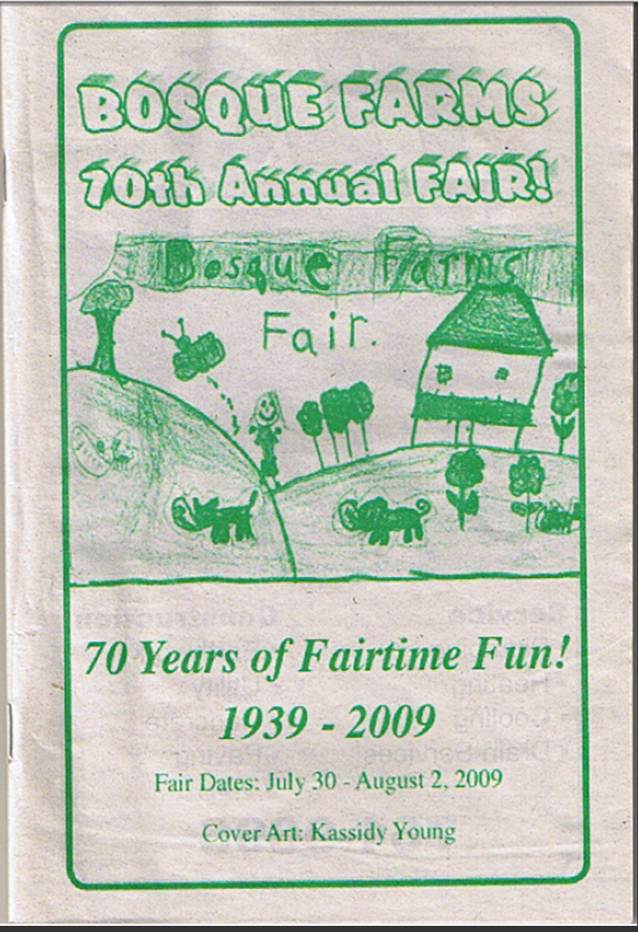 BOSQUE FARMS
70th Annual FAIR!
Bosque Farms
Fair.
70 Years of Fairtime Fun!
1939 - 2009
Fair Dates: July 30 - August 2, 2009
Cover Art: Kassidy Young